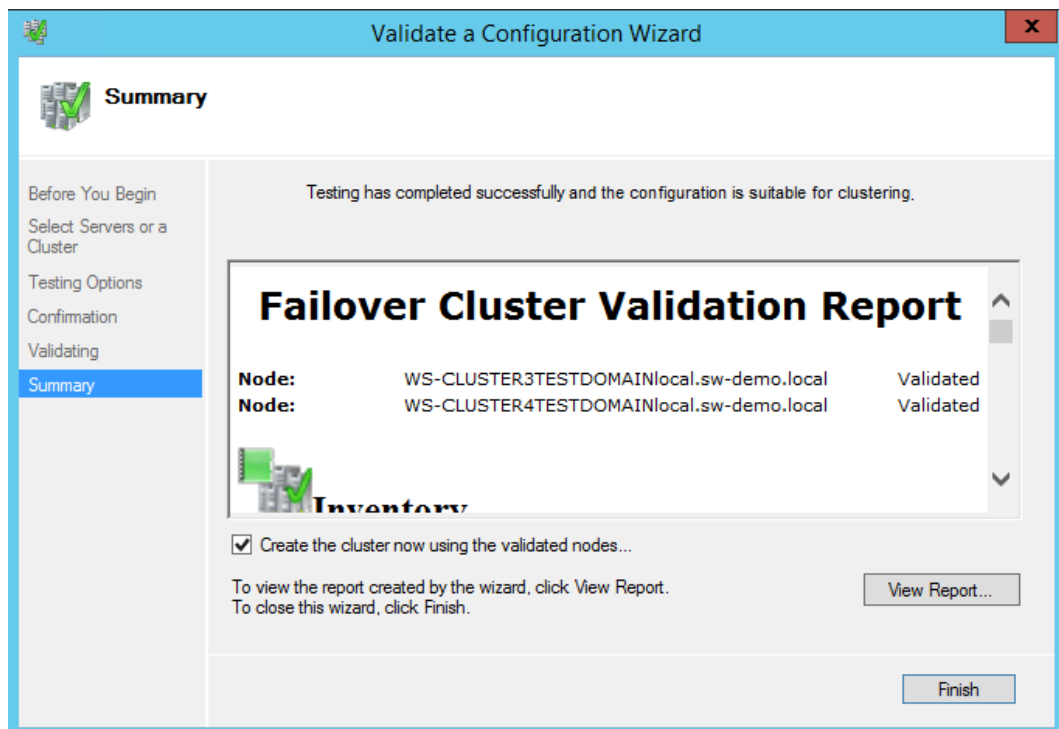 Validate a Configuration Wizard
x
Summary
Before You Begin
Select Servers or a
Cluster
Testing Options
Confirmation
Validating
Summary
Testing has completed successfully and the configuration is suitable for clustering.
Failover Cluster Validation Report
Node: WS-CLUSTER3TESTDOMAINlocal.sw-demo.local Validated
Node: WS-CLUSTER4TESTDOMAINlocal.sw-demo.local Validated
Inventory
Create the cluster now using the validated nodes...
To view the report created by the wizard, click View Report.
To close this wizard, click Finish.
View Report...
Finish